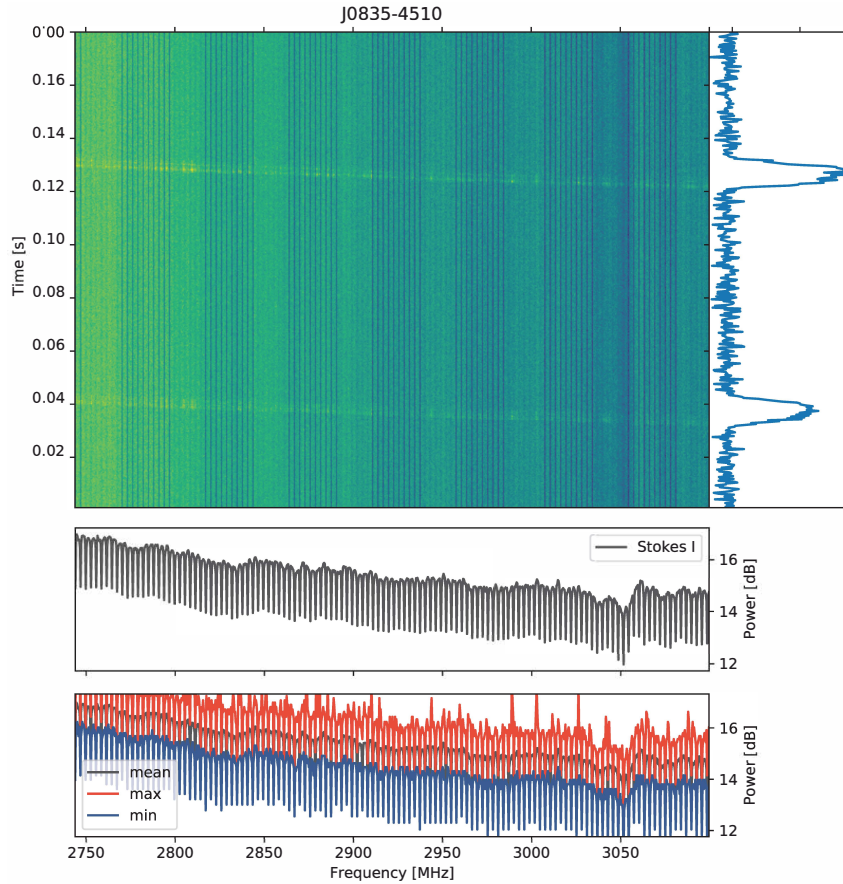 J0835-4510
0.00
0.16
0.14
0.12
0.10
0.08
0.06
0.04
0.02
Time [s]
Stokes I
16
14
12
Power [dB]
mean
max
min
16
14
12
Power [dB]
2750
2800
2850
2900
2950
3000
3050
Frequency [MHz]